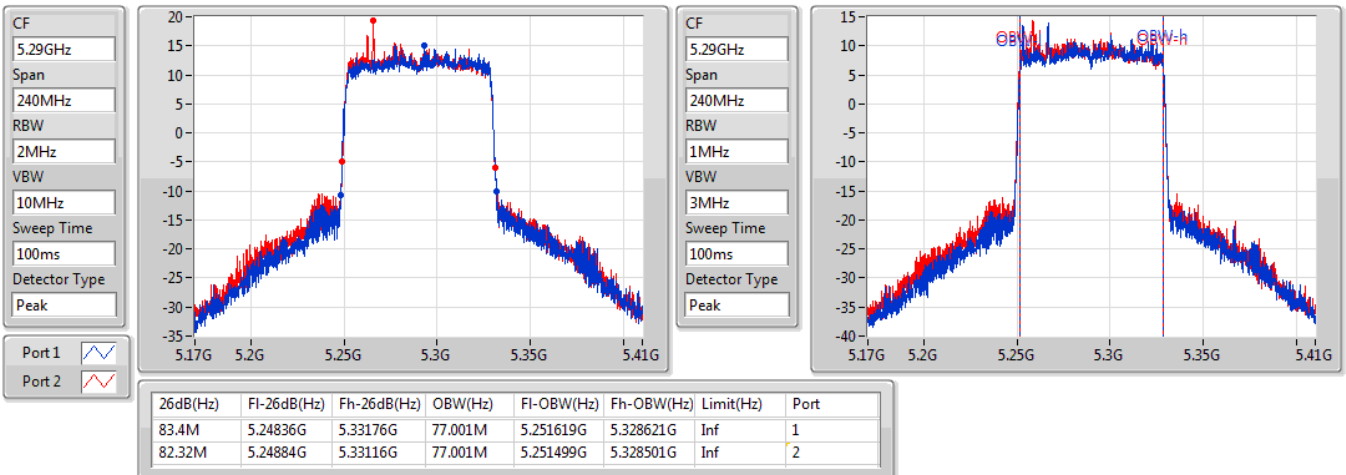 CF
5.29GHz
Span
240MHz
RBW
2MHz
VBW
10MHz
Sweep Time
100ms
Detector Type
Peak
Port 1
Port 2
20
15
10
5
0
-5
-10
-15
-20
-25
-30
-35
5.17G 5.2G 5.25G 5.3G 5.35G 5.41G
CF
5.29GHz
Span
240MHz
RBW
1MHz
VBW
3MHz
Sweep Time
100ms
Detector Type
Peak
15
10
5
0
-5
-10
-15
-20
-25
-30
-35
-40
OBW-h
5.17G 5.2G 5.25G 5.3G 5.35G 5.41G
26dB(Hz) Fl-26dB(Hz) Fh-26dB(Hz) OBW(Hz) Fl-OBW(Hz) Fh-OBW(Hz) Limit(Hz) Port
83.4M 5.24836G 5.33176G 77.001M 5.251619G 5.328621G Inf 1
82.32M 5.24884G 5.33116G 77.001M 5.251499G 5.328501G Inf 2